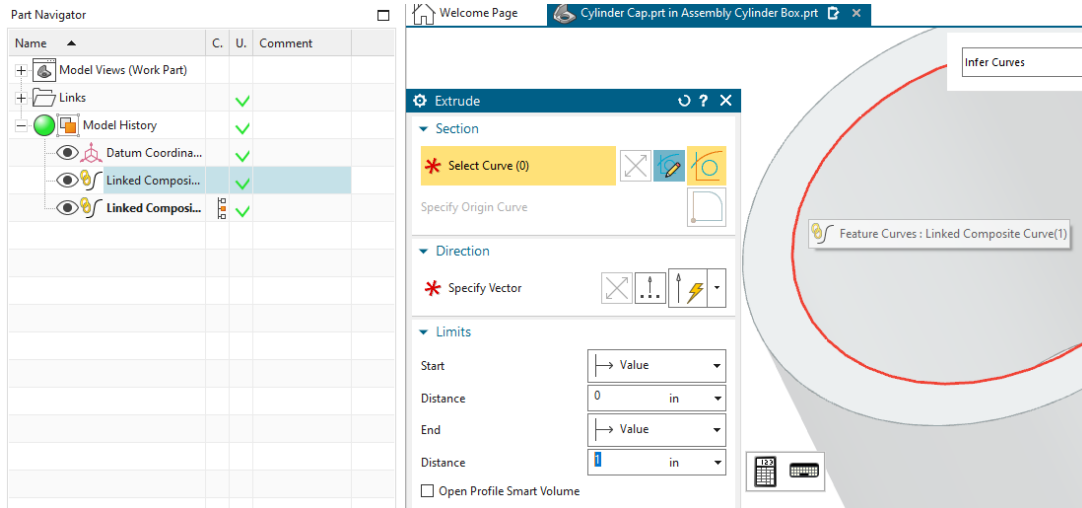 Part Navigator
Name C. U. Comment
Model Views (Work Part)
Links
Model History
Datum Coordina...
Linked Composi...
Linked Composi...
Welcome Page
Cylinder Cap.prt in Assembly Cylinder Box.prt
Extrude
Section
Select Curve (0)
Specify Origin Curve
Direction
Specify Vector
Limits
Start Value
Distance 0 in
End Value
Distance 1 in
Open Profile Smart Volume
Infer Curves
Feature Curves : Linked Composite Curve(1)
123